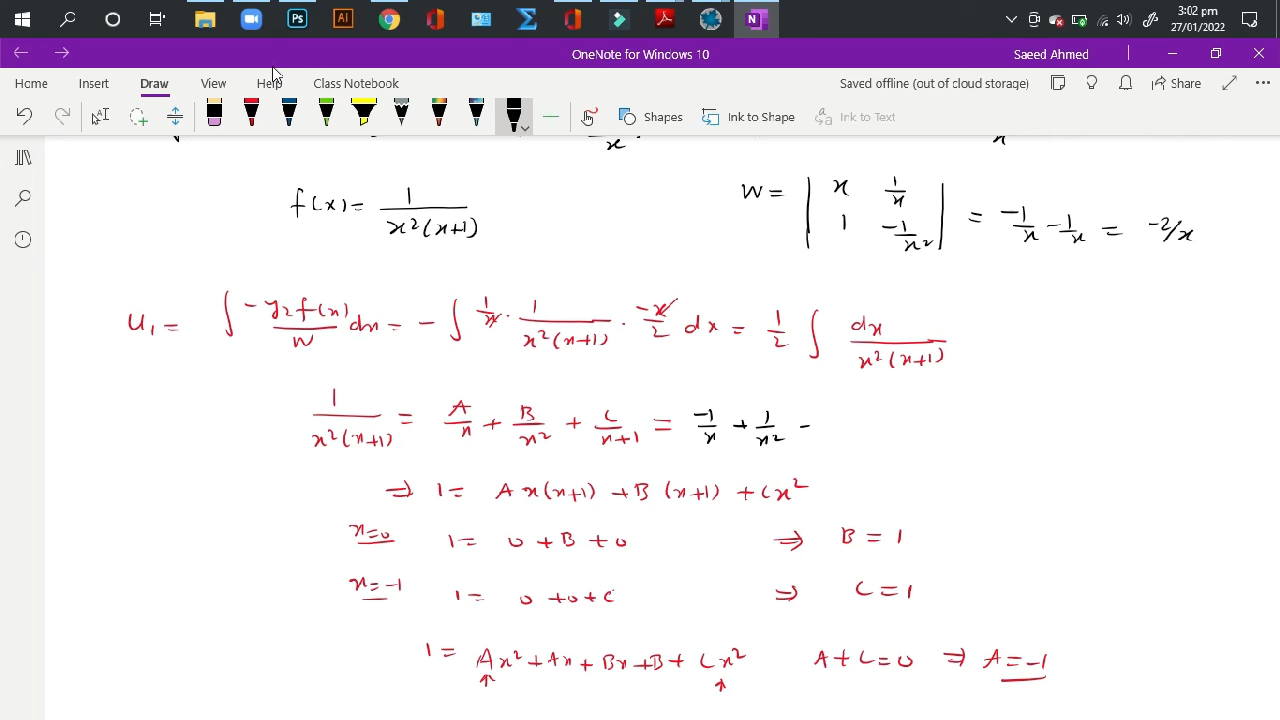 3:02 pm
27/01/2022
OneNote for Windows 10
Saeed Ahmed
Home Insert Draw View Help Class Notebook
Saved offline (out of cloud storage) Share
Shapes Ink to Shape Ink to Text
x x
f(x) = 1/(x²(x+1)) W = | x 1/x ; 1 -1/x² | = -1/x - 1/x = -2/x
U₁ = ∫ -y₂f(x)/W dx = - ∫ 1/x · 1/(x²(x+1)) · -x/2 dx = 1/2 ∫ dx/(x²(x+1))
1/(x²(x+1)) = A/x + B/x² + C/(x+1) = -1/x + 1/x² -
⇒ 1 = Ax(x+1) + B(x+1) + Cx²
x=0 1 = 0 + B + 0 ⇒ B = 1
x=-1 1 = 0 + 0 + C ⇒ C = 1
1 = Ax² + Ax + Bx + B + Cx² A + C = 0 ⇒ A = -1